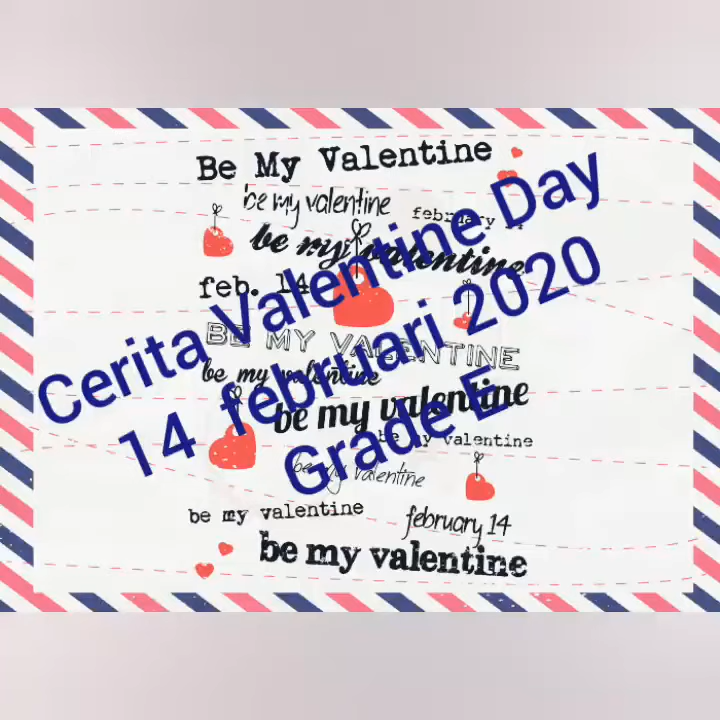 Be My Valentine
be my valentine
february
be my valentine
feb. 14
BE MY VALENTINE
be my valentine
be my valentine
be my valentine
be my valentine
be my valentine
february 14
be my valentine
Cerita Valentine Day
14 februari 2020
Grade E